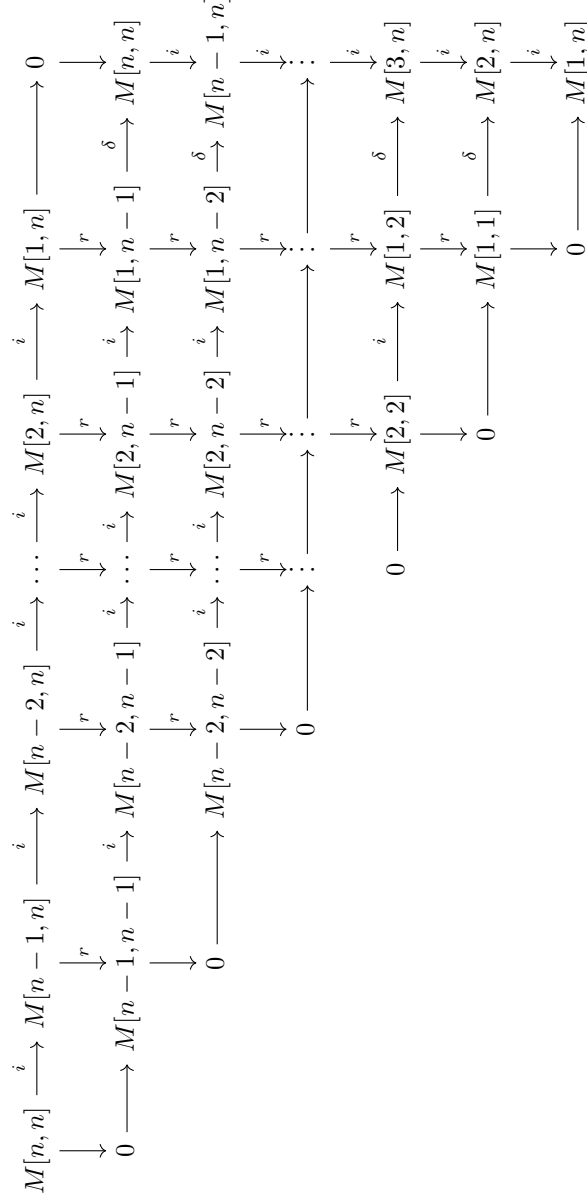 M[n, n] i M[n − 1, n] i M[n − 2, n] i … i M[2, n] i M[1, n] 0
r r r r r
0 M[n − 1, n − 1] i M[n − 2, n − 1] i … i M[2, n − 1] i M[1, n − 1] δ M[n, n]
r r r r i
0 M[n − 2, n − 2] i … i M[2, n − 2] i M[1, n − 2] δ M[n − 1, n]
r r r i
0 ⋮ ⋮ ⋮ ⋮
r r i
0 M[2, 2] i M[1, 2] δ M[3, n]
r i
0 M[1, 1] δ M[2, n]
i
0 M[1, n]